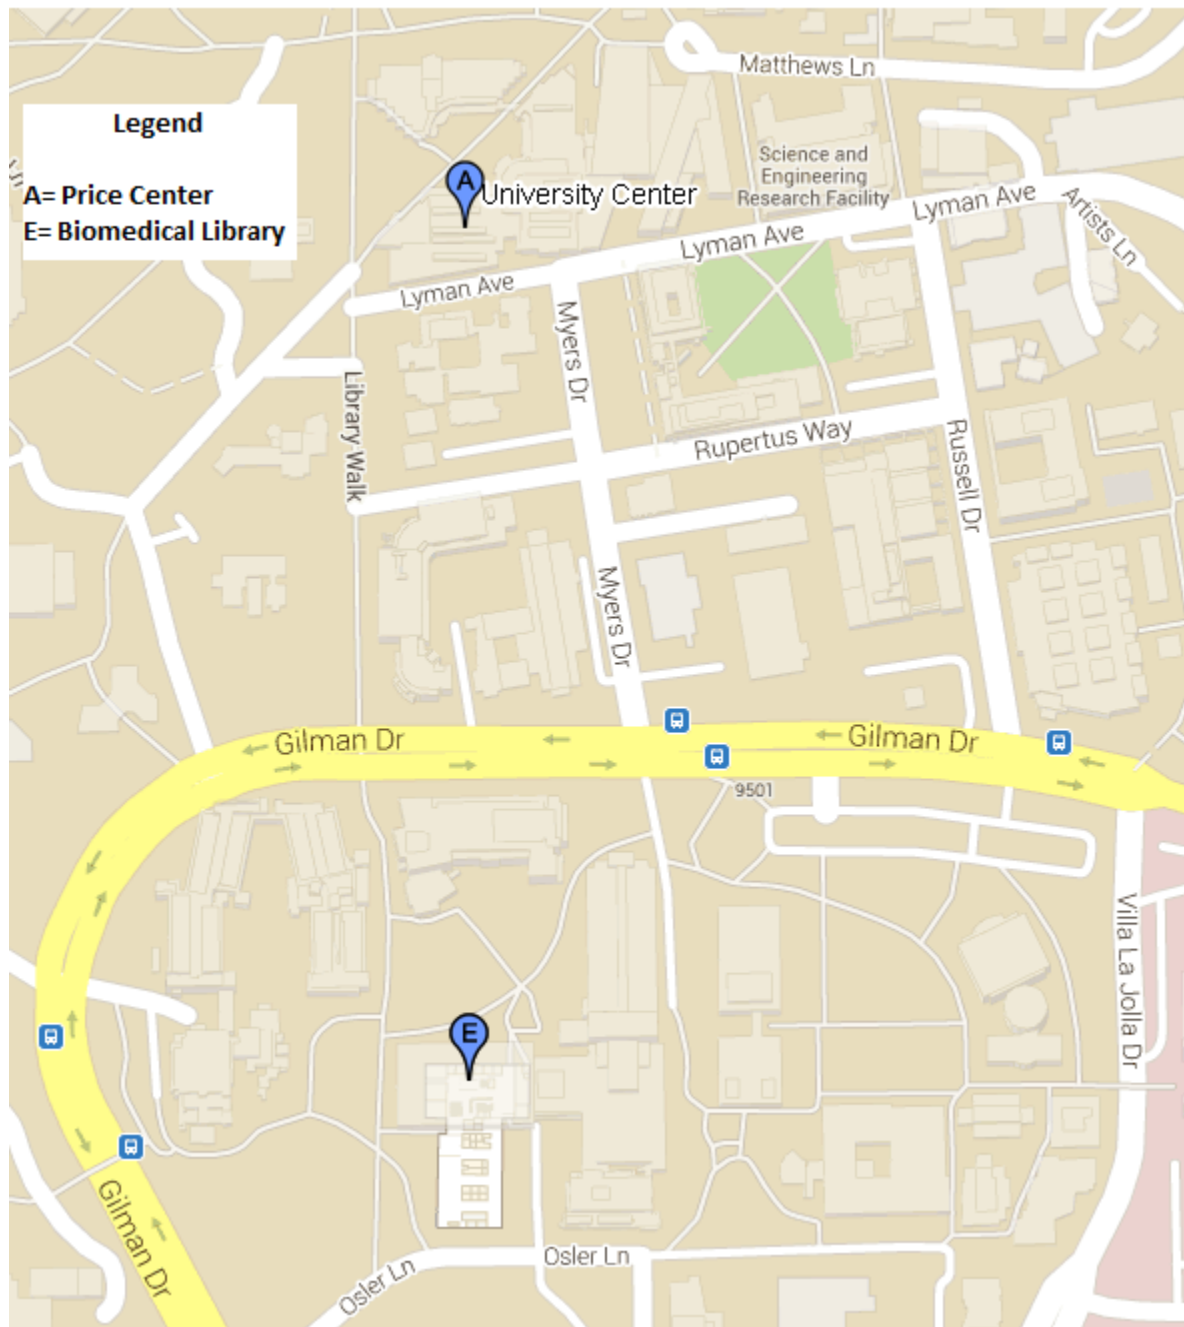 Matthews Ln
Legend
A= Price Center
E= Biomedical Library
A
University Center
Science and
Engineering
Research Facility
Lyman Ave
Artists Ln
Lyman Ave
Lyman Ave
Myers Dr
Library Walk
Rupertus Way
Russell Dr
Myers Dr
Gilman Dr
Gilman Dr
9501
Villa La Jolla Dr
E
Gilman Dr
Osler Ln
Osler Ln